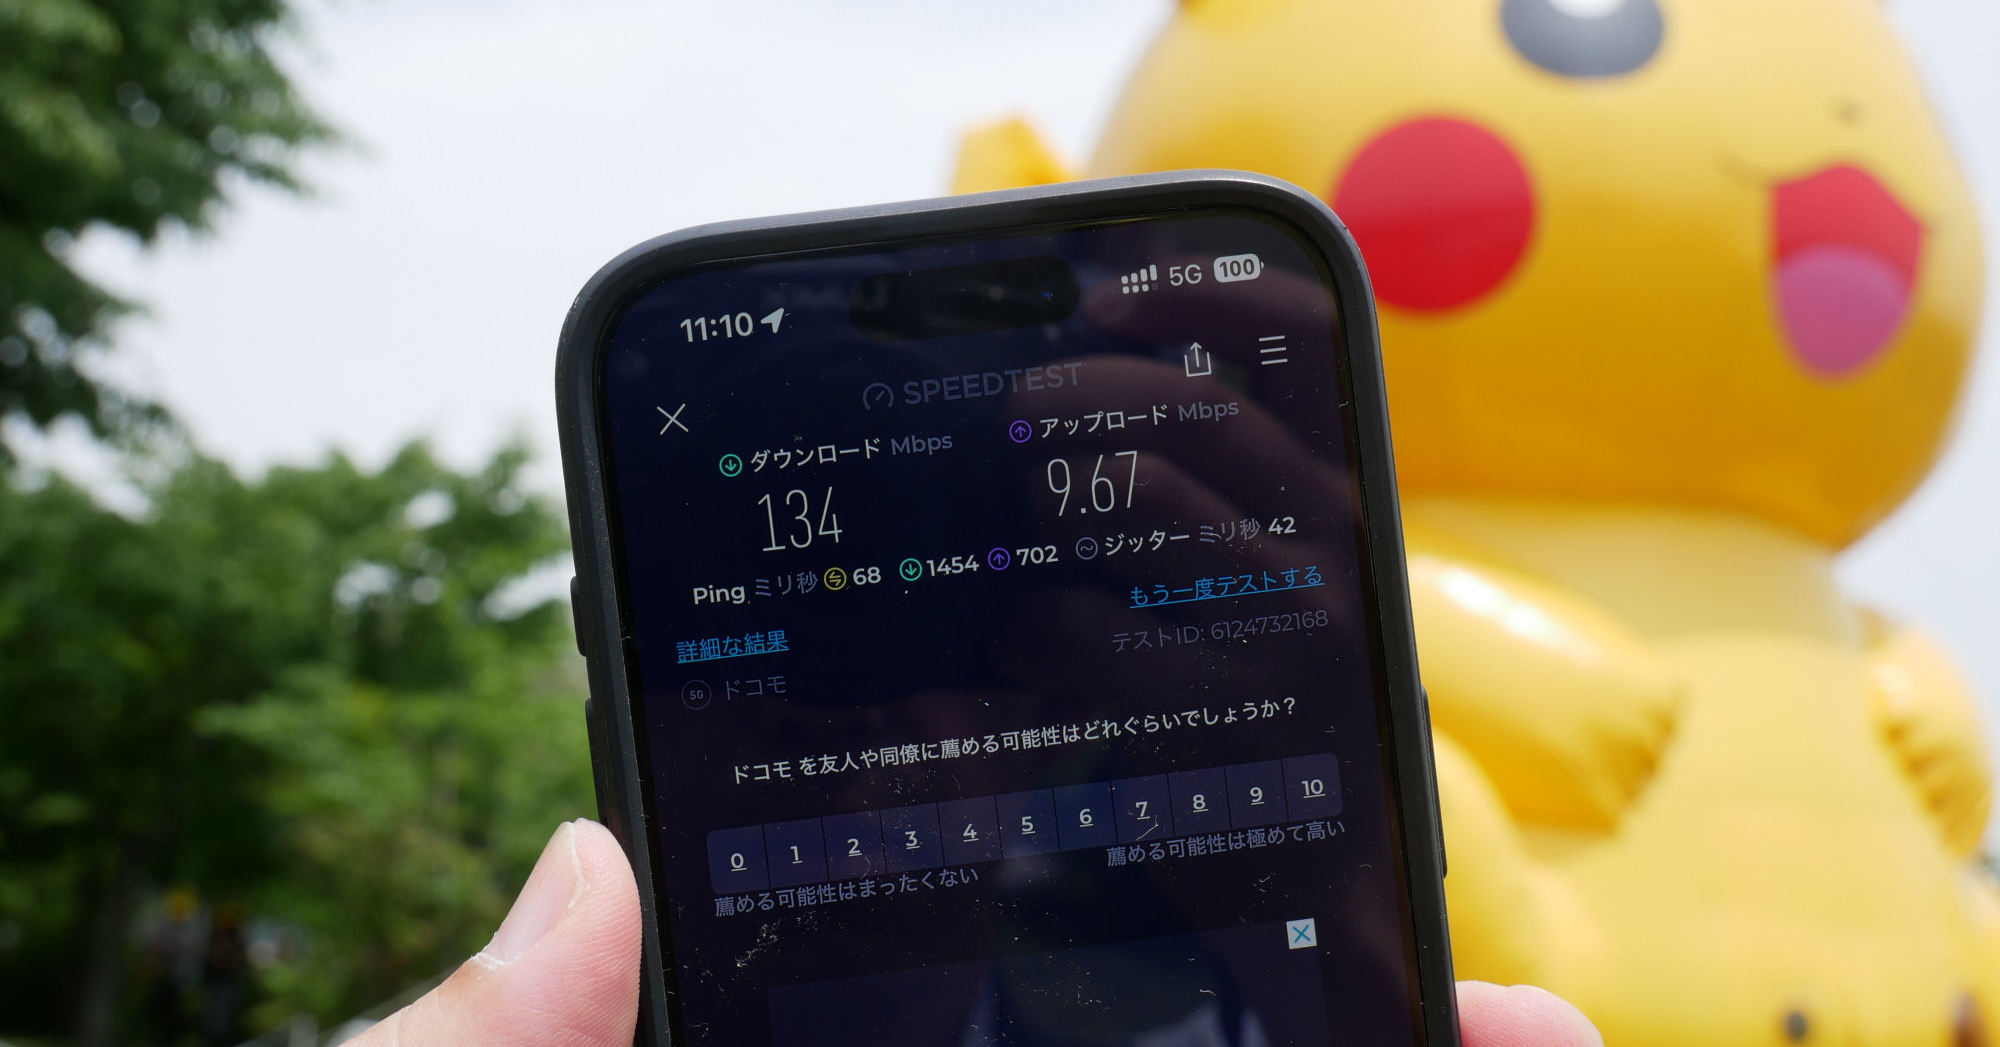 11:10 5G 100
SPEEDTEST
ダウンロード Mbps アップロード Mbps
134 9.67
Ping ミリ秒 68 1454 702 ジッター ミリ秒 42
詳細な結果 もう一度テストする
5G ドコモ テストID: 6124732168
ドコモ を友人や同僚に薦める可能性はどれぐらいでしょうか？
0 1 2 3 4 5 6 7 8 9 10
薦める可能性はまったくない 薦める可能性は極めて高い